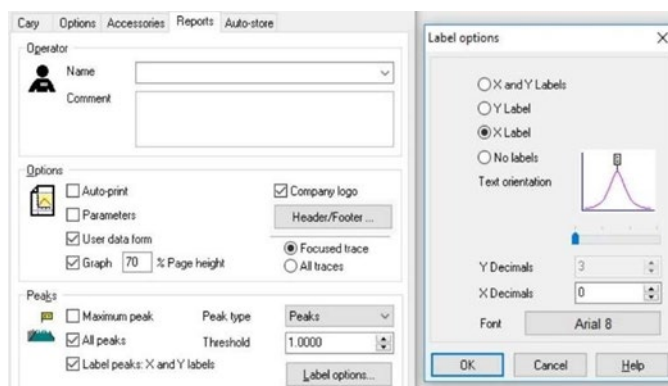 Cary Options Accessories Reports Auto-store
Operator
Name
Comment
Options
Auto-print
Company logo
Parameters
Header/Footer ...
User data form
Focused trace
Graph 70 % Page height
All traces
Peaks
Maximum peak Peak type Peaks
All peaks Threshold 1.0000
Label peaks: X and Y labels
Label options...
Label options
X and Y Labels
Y Label
X Label
No labels
Text orientation
Y Decimals 3
X Decimals 0
Font Arial 8
OK Cancel Help